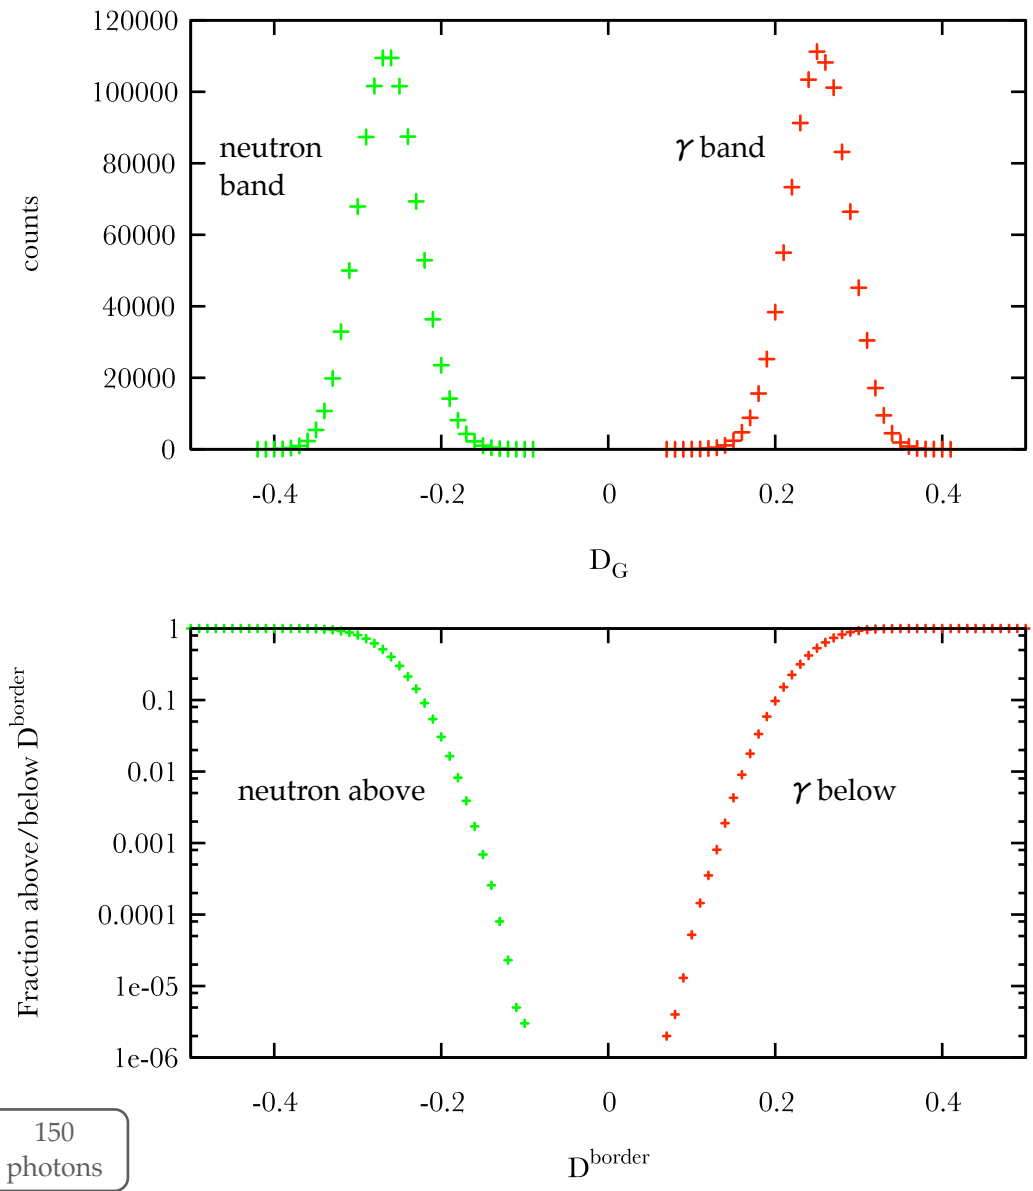 120000
100000
80000
60000
40000
20000
0
counts
neutron
band
γ band
-0.4 -0.2 0 0.2 0.4
D_G
1
0.1
0.01
0.001
0.0001
1e-05
1e-06
Fraction above/below D^border
neutron above
γ below
-0.4 -0.2 0 0.2 0.4
D^border
150
photons